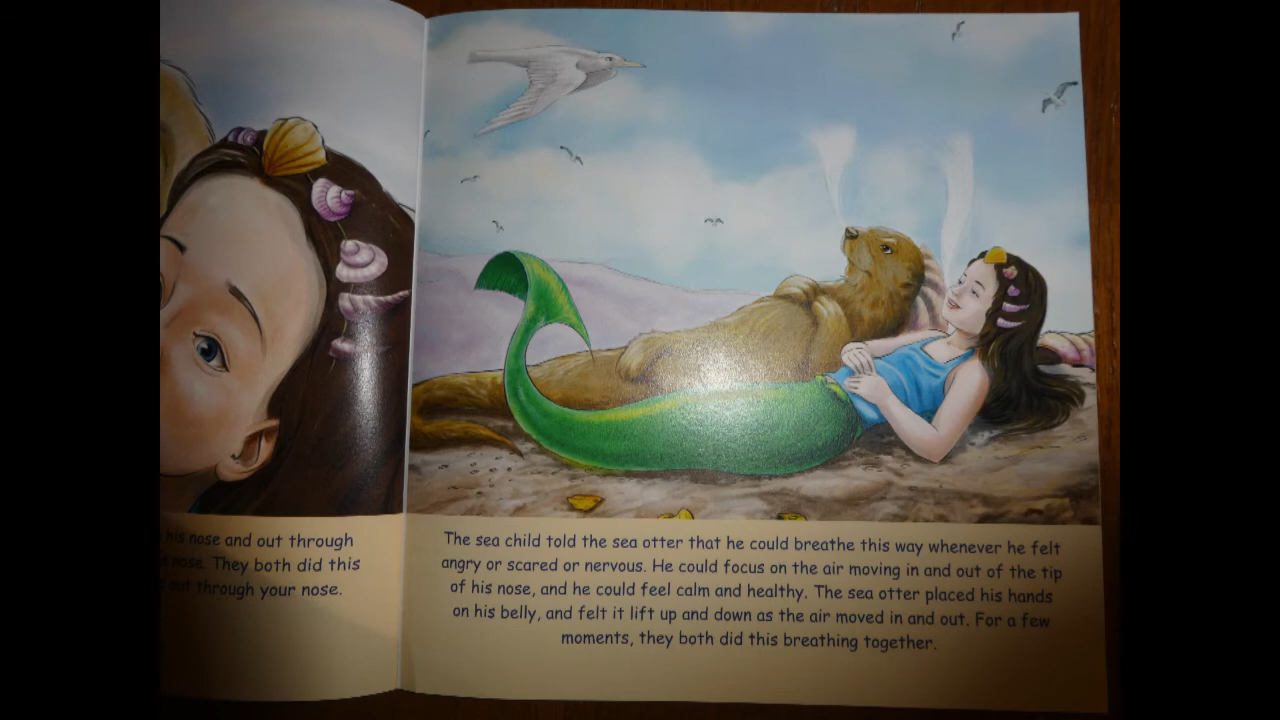 his nose and out through
nose. They both did this
out through your nose.
The sea child told the sea otter that he could breathe this way whenever he felt
angry or scared or nervous. He could focus on the air moving in and out of the tip
of his nose, and he could feel calm and healthy. The sea otter placed his hands
on his belly, and felt it lift up and down as the air moved in and out. For a few
moments, they both did this breathing together.